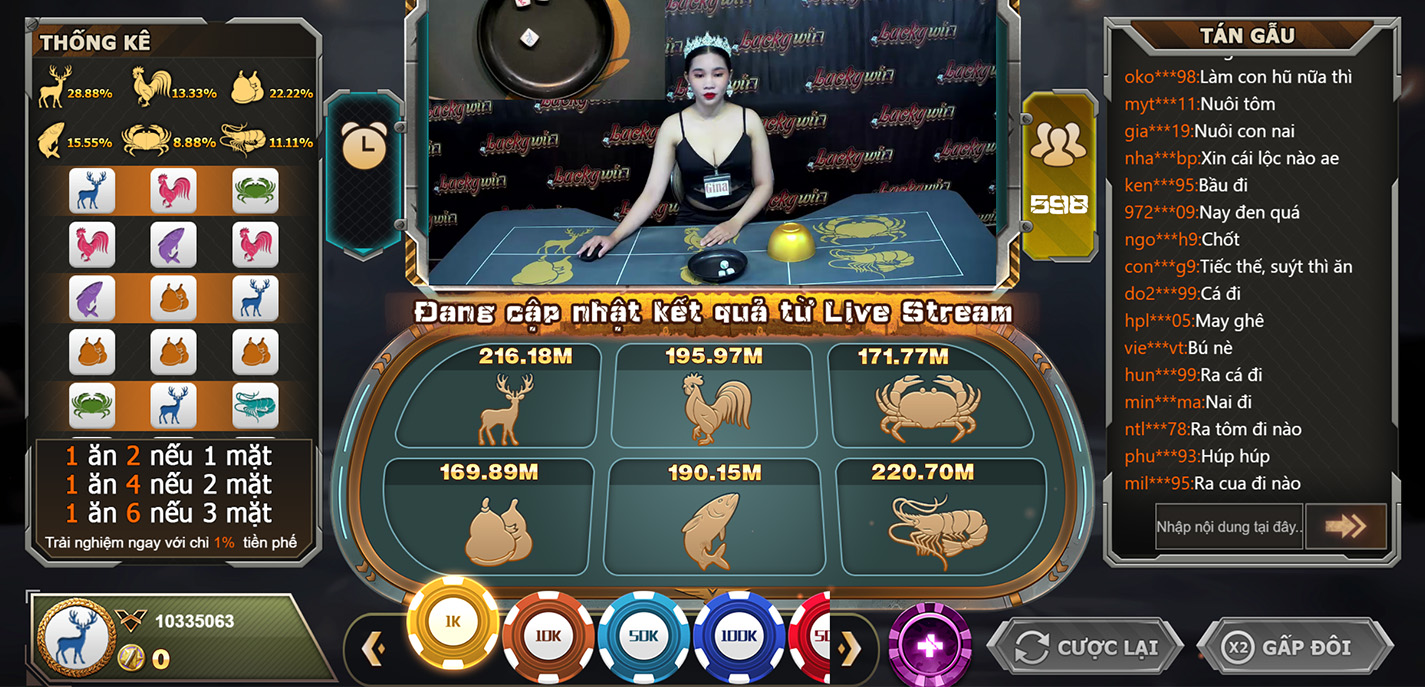 THỐNG KÊ
28.88%
13.33%
22.22%
15.55%
8.88%
11.11%
1 ăn 2 nếu 1 mặt
1 ăn 4 nếu 2 mặt
1 ăn 6 nếu 3 mặt
Trải nghiệm ngay với chỉ 1% tiền phế
10335063
0
Luckywin
Luckywin
Luckywin
Luckywin
Luckywin
Luckywin
Gina
598
Đang cập nhật kết quả từ Live Stream
216.18M
195.97M
171.77M
169.89M
190.15M
220.70M
1K
10K
50K
100K
CƯỢC LẠI
X2
GẤP ĐÔI
TÁN GẪU
oko***98:Làm con hũ nữa thì
myt***11:Nuôi tôm
gia***19:Nuôi con nai
nha***bp:Xin cái lộc nào ae
ken***95:Bầu đi
972***09:Nay đen quá
ngo***h9:Chốt
con***g9:Tiếc thế, suýt thì ăn
do2***99:Cá đi
hpl***05:May ghê
vie***vt:Bú nè
hun***99:Ra cá đi
min***ma:Nai đi
ntl***78:Ra tôm đi nào
phu***93:Húp húp
mil***95:Ra cua đi nào
Nhập nội dung tại đây..